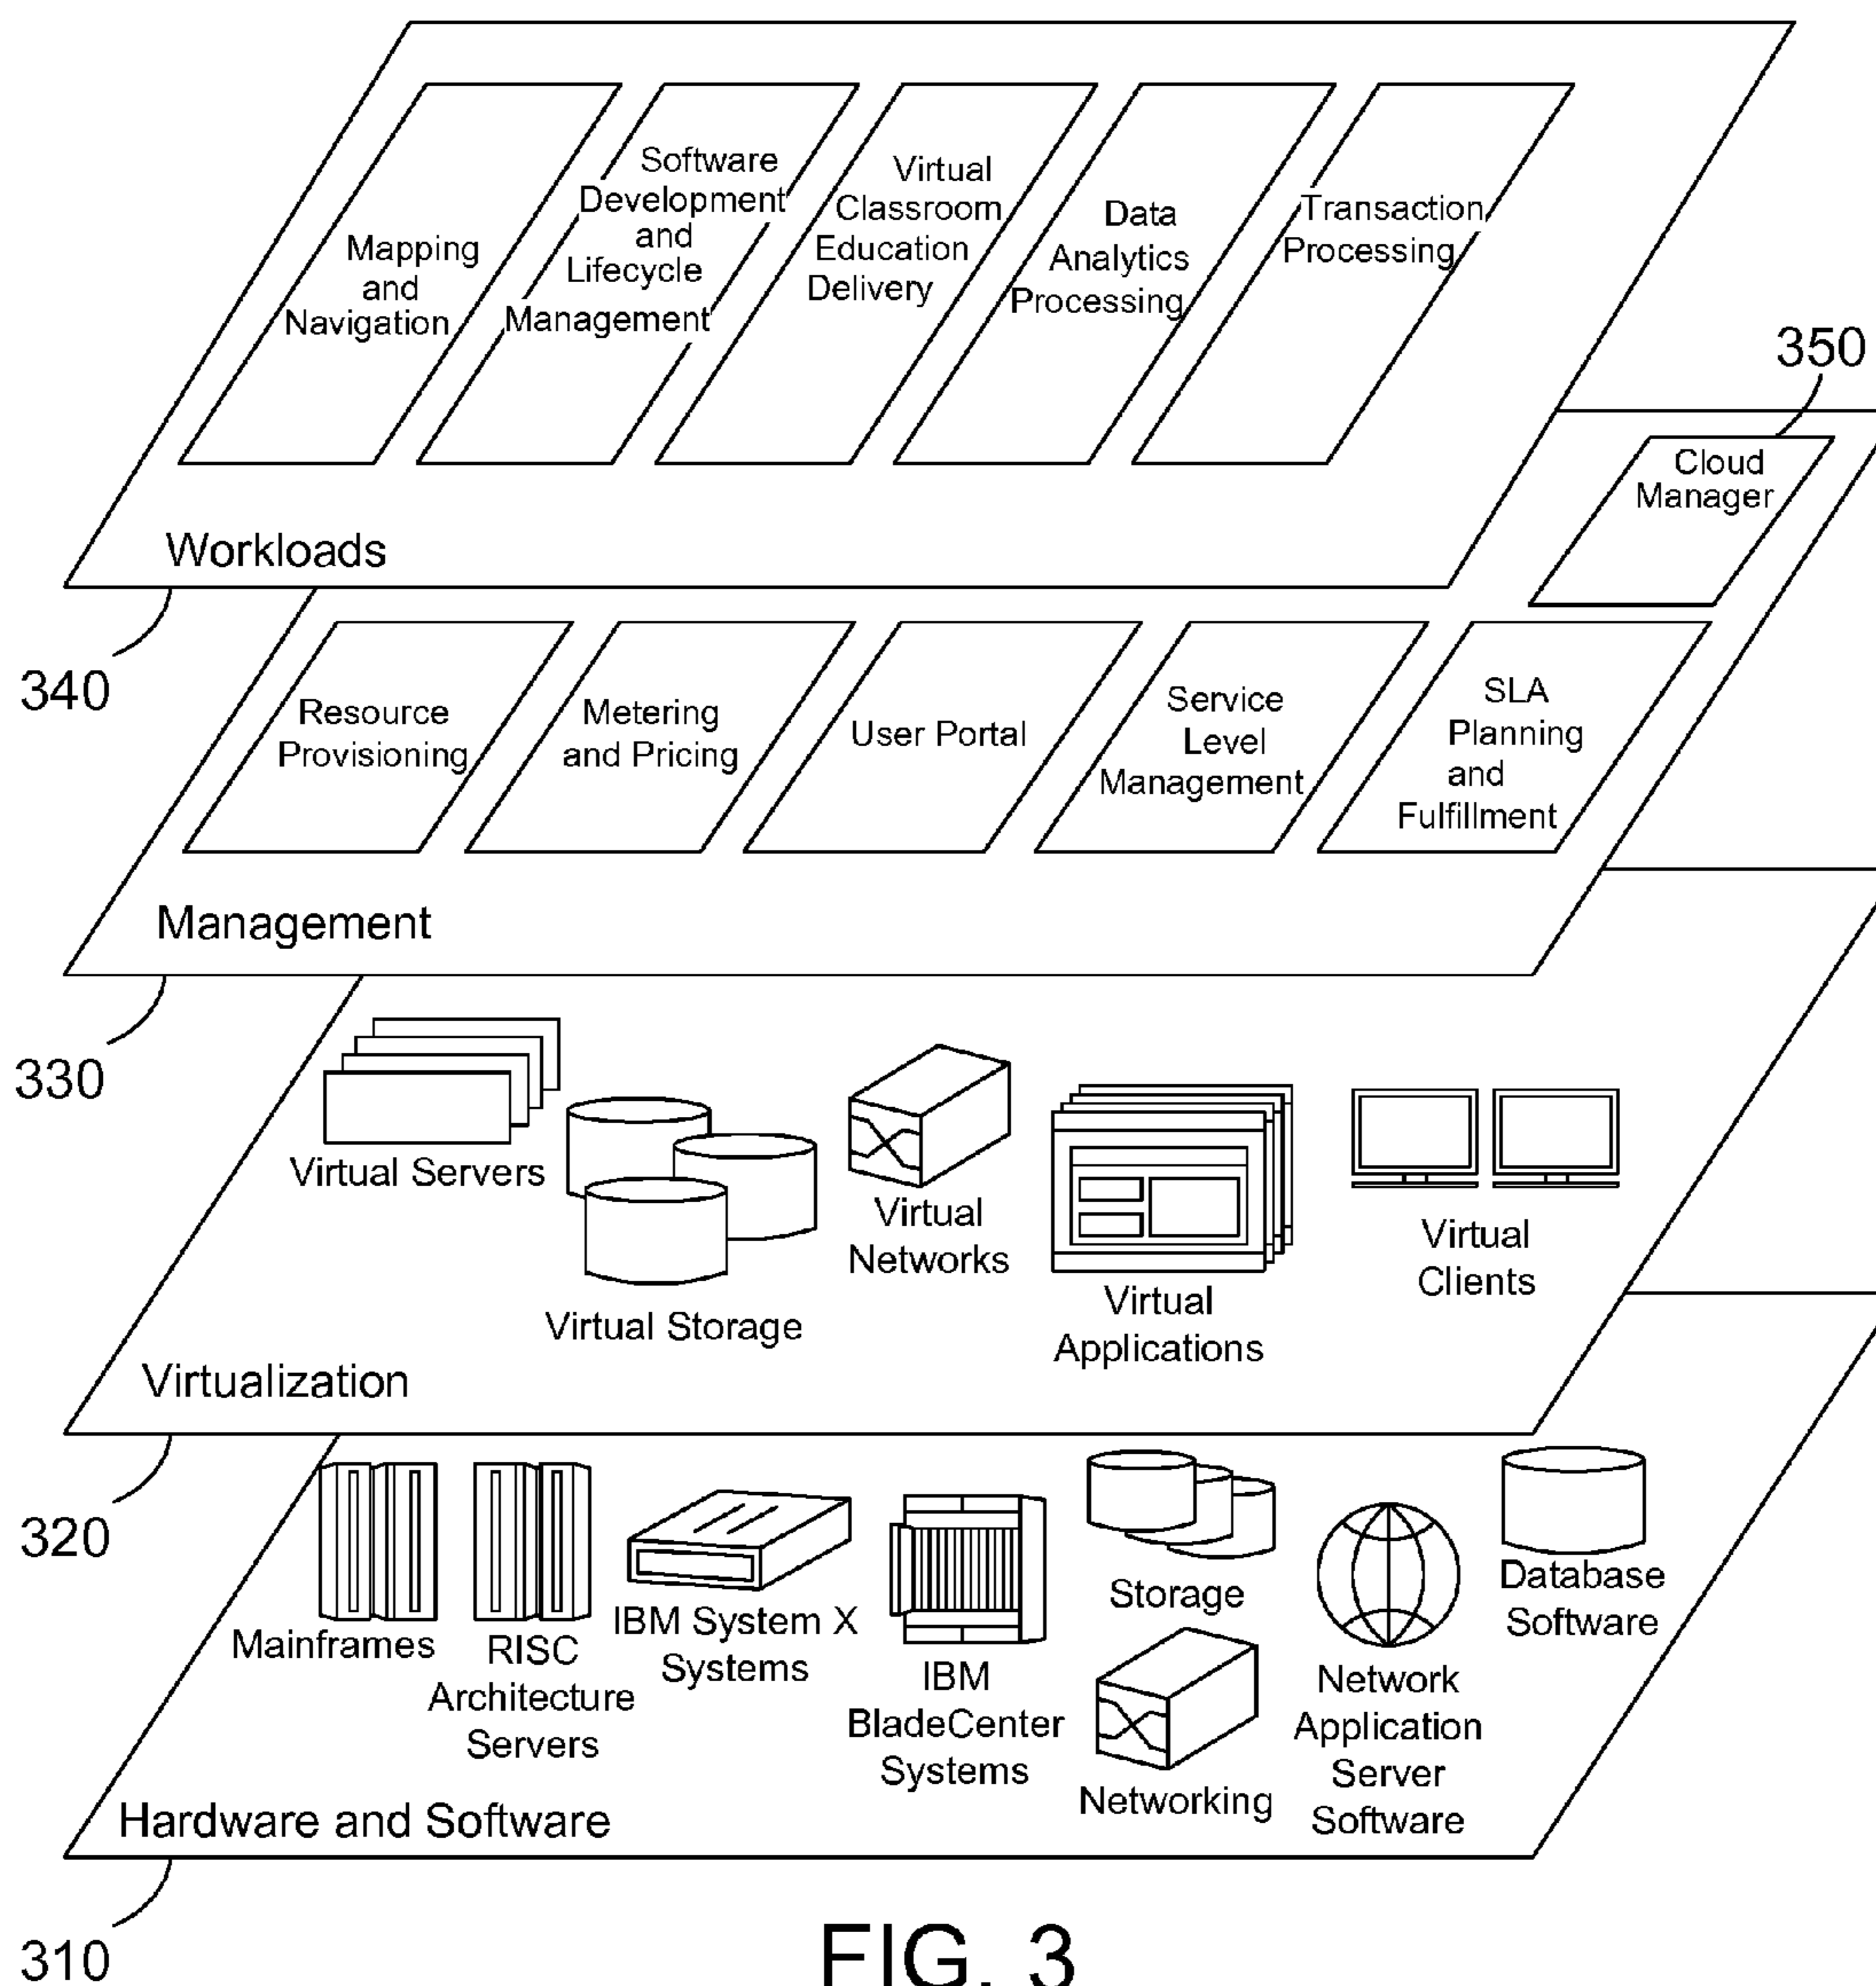 Mapping
and
Navigation
Software
Development
and
Lifecycle
Management
Virtual
Classroom
Education
Delivery
Data
Analytics
Processing
Transaction
Processing
Workloads
340
350
Cloud
Manager
Resource
Provisioning
Metering
and Pricing
User Portal
Service
Level
Management
SLA
Planning
and
Fulfillment
Management
330
Virtual Servers
Virtual Storage
Virtual
Networks
Virtual
Applications
Virtual
Clients
Virtualization
320
Mainframes
RISC
Architecture
Servers
IBM System X
Systems
IBM
BladeCenter
Systems
Storage
Networking
Network
Application
Server
Software
Database
Software
Hardware and Software
310
FIG. 3